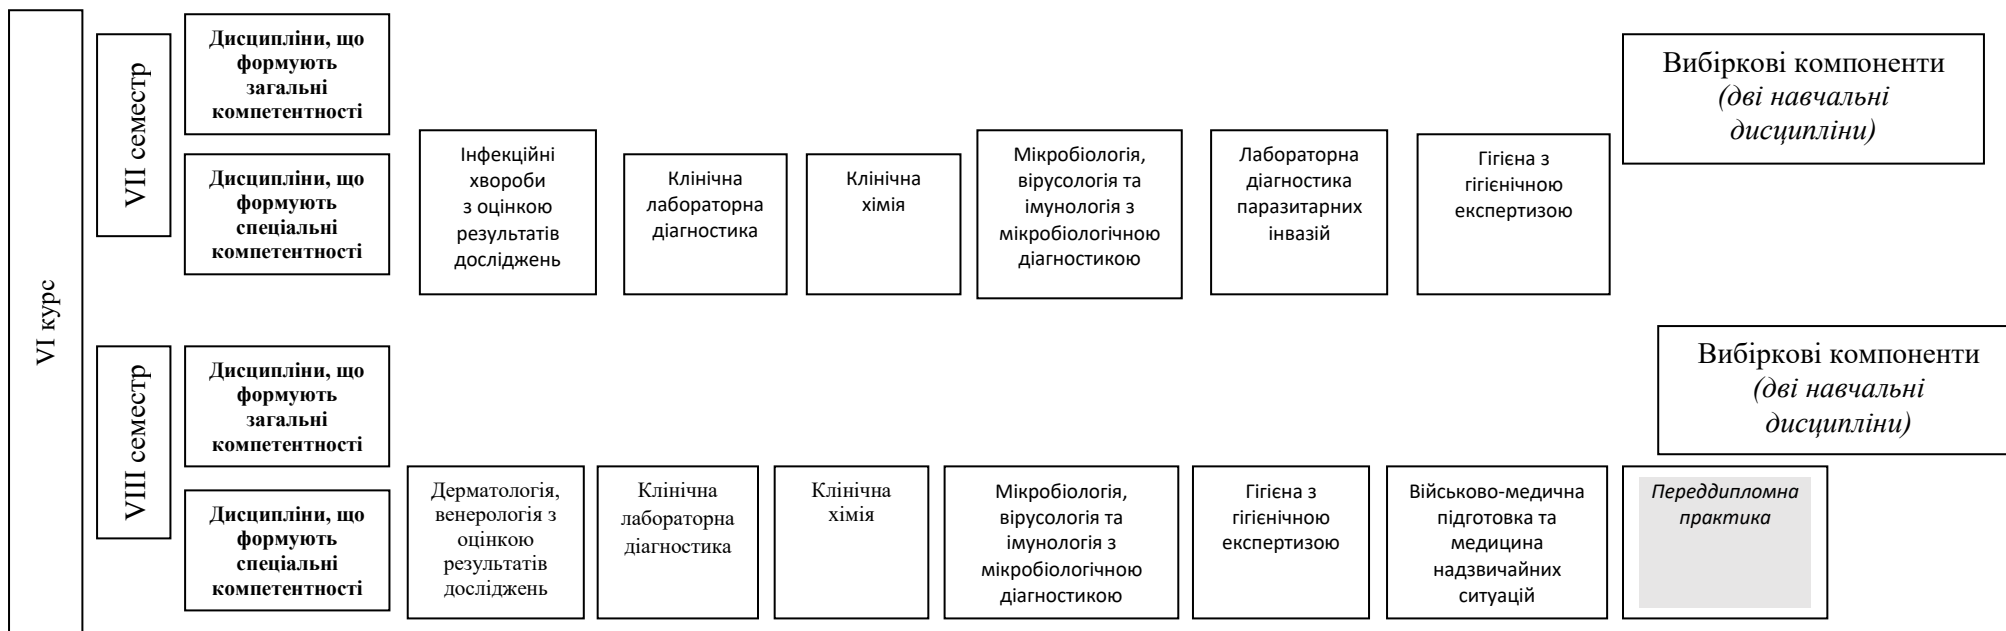 VI курс
VII семестр
Дисципліни, що
формують
загальні
компетентності
Дисципліни, що
формують
спеціальні
компетентності
Інфекційні
хвороби
з оцінкою
результатів
досліджень
Клінічна
лабораторна
діагностика
Клінічна
хімія
Мікробіологія,
вірусологія та
імунологія з
мікробіологічною
діагностикою
Лабораторна
діагностика
паразитарних
інвазій
Гігієна з
гігієнічною
експертизою
Вибіркові компоненти
(дві навчальні
дисципліни)
VIII семестр
Дисципліни, що
формують
загальні
компетентності
Дисципліни, що
формують
спеціальні
компетентності
Дерматологія,
венерологія з
оцінкою
результатів
досліджень
Клінічна
лабораторна
діагностика
Клінічна
хімія
Мікробіологія,
вірусологія та
імунологія з
мікробіологічною
діагностикою
Гігієна з
гігієнічною
експертизою
Військово-медична
підготовка та
медицина
надзвичайних
ситуацій
Переддипломна
практика
Вибіркові компоненти
(дві навчальні
дисципліни)